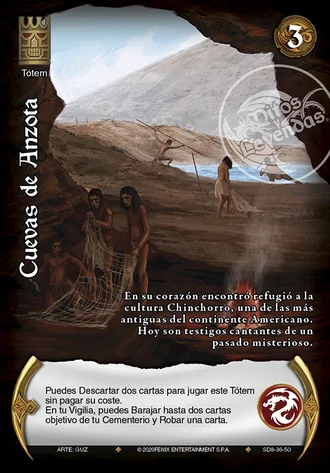 3
Tótem
Mitos y Leyendas
Cuevas de Anzota
En su corazón encontró refugió a la
cultura Chinchorro, una de las más
antiguas del continente Americano.
Hoy son testigos cantantes de un
pasado misterioso.
Puedes Descartar dos cartas para jugar este Tótem
sin pagar su coste.
En tu Vigilia, puedes Barajar hasta dos cartas
objetivo de tu Cementerio y Robar una carta.
ARTE: GUZ
© 2020FENIX ENTERTAINMENT S.P.A.
SD8-36-50